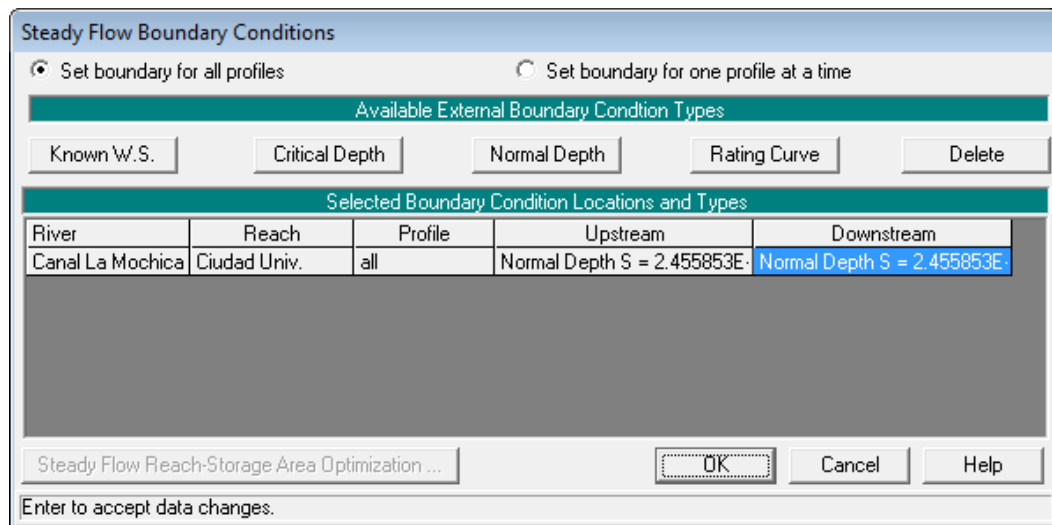 Steady Flow Boundary Conditions
Set boundary for all profiles Set boundary for one profile at a time
Available External Boundary Condtion Types
Known W.S. Critical Depth Normal Depth Rating Curve Delete
Selected Boundary Condition Locations and Types
River Reach Profile Upstream Downstream
Canal La Mochica Ciudad Univ. all Normal Depth S = 2.455853E- Normal Depth S = 2.455853E-
Steady Flow Reach-Storage Area Optimization ... OK Cancel Help
Enter to accept data changes.